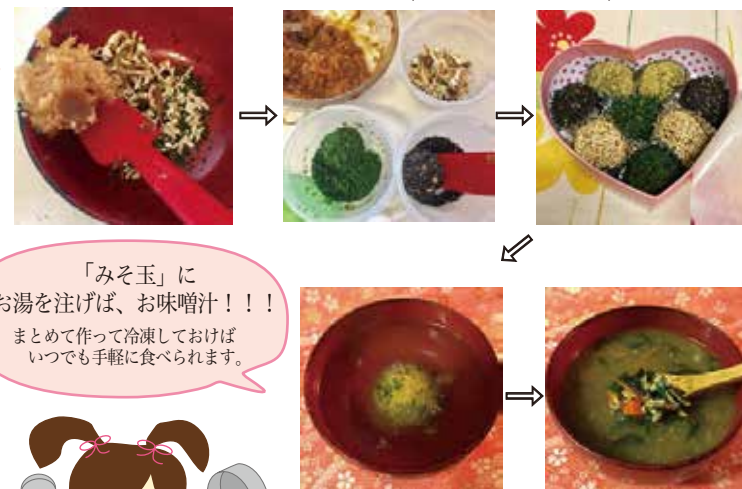 「みそ玉」に
お湯を注げば、お味噌汁！！！
まとめて作って冷凍しておけば
いつでも手軽に食べられます。